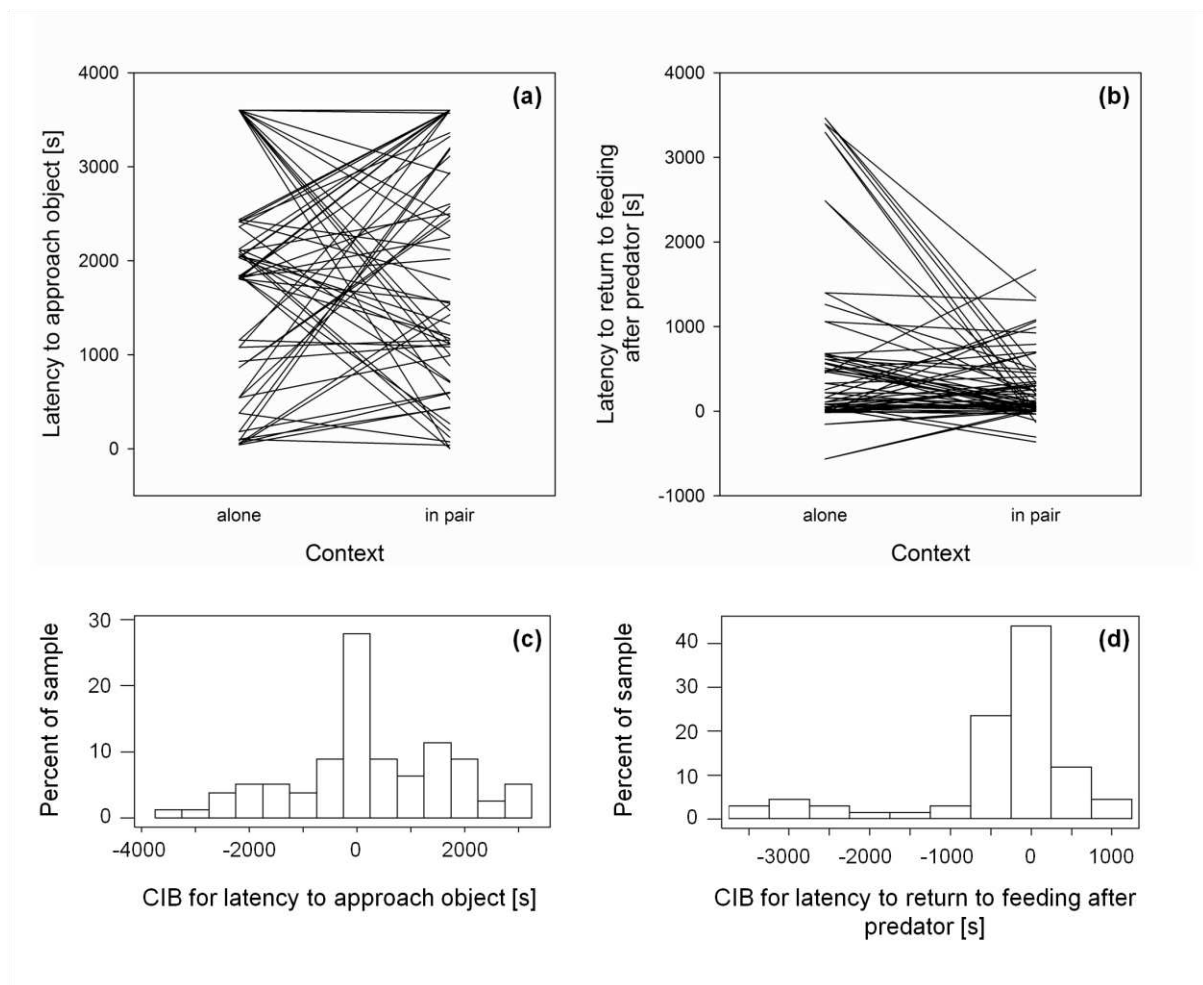 (a)
4000
3000
2000
1000
0
Latency to approach object [s]
alone
in pair
Context
(b)
4000
3000
2000
1000
0
-1000
Latency to return to feeding
after predator [s]
alone
in pair
Context
(c)
30
20
10
0
Percent of sample
-4000
-2000
0
2000
CIB for latency to approach object [s]
(d)
40
30
20
10
0
Percent of sample
-3000
-2000
-1000
0
1000
CIB for latency to return to feeding after
predator [s]